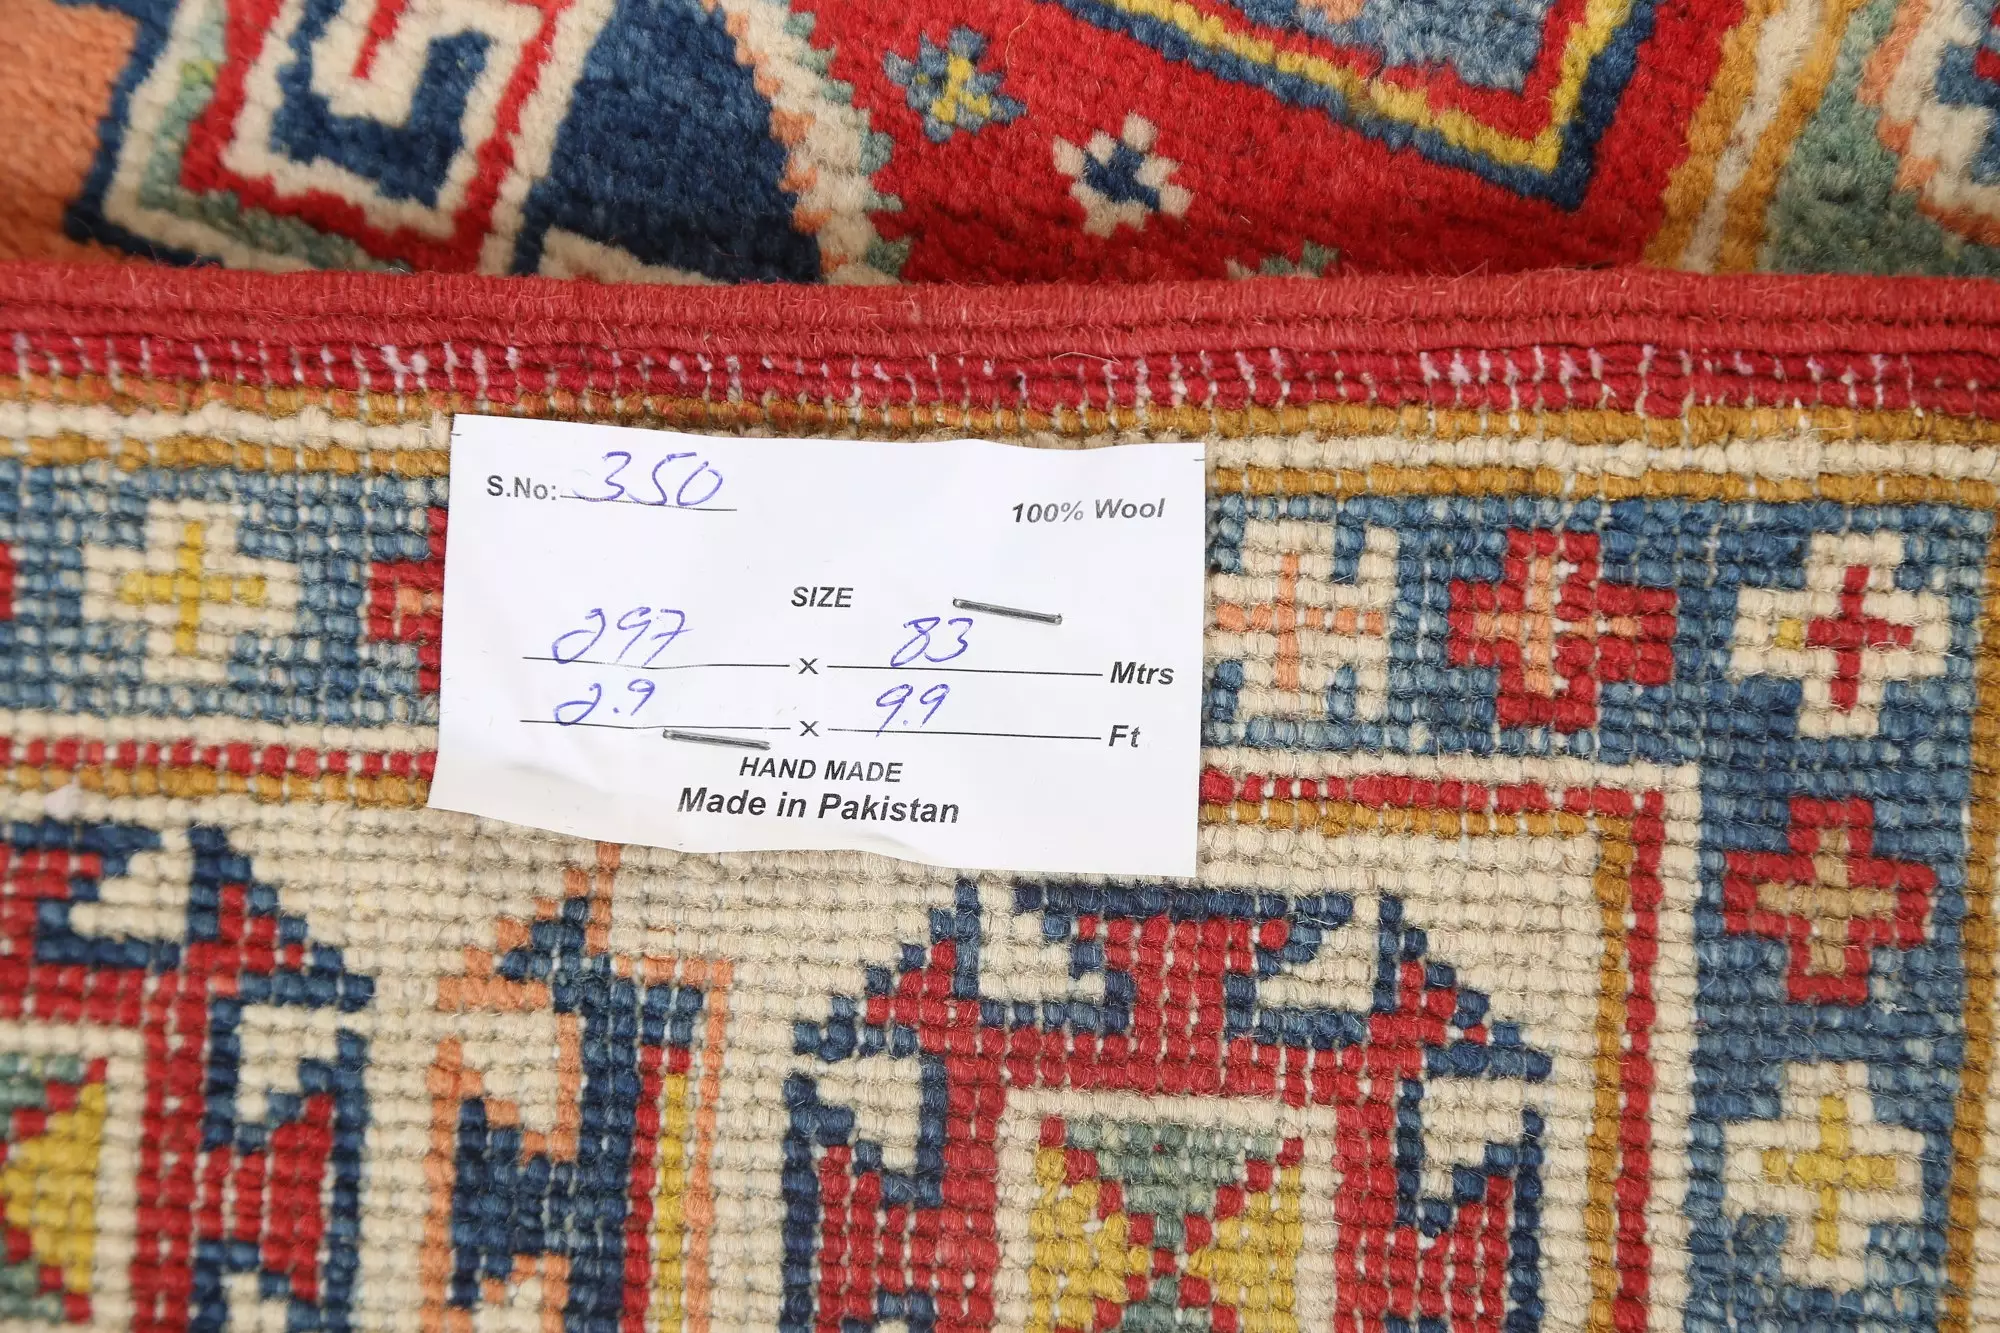 S.No: 350
100% Wool
SIZE
297 x 83 Mtrs
2.9 x 9.9 Ft
HAND MADE
Made in Pakistan